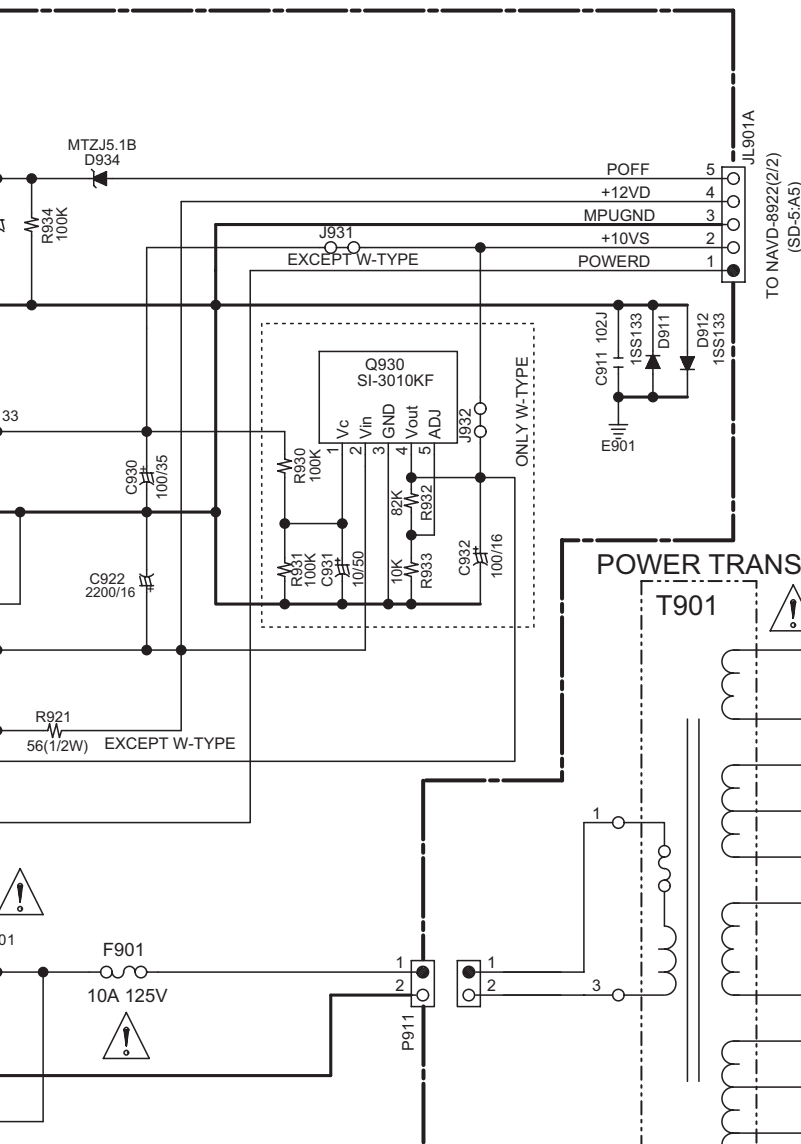 MTZJ5.1B
D934
R934
100K
POFF
+12VD
MPUGND
+10VS
POWERD
5
4
3
2
1
JL901A
TO NAVD-8922(2/2)
(SD-5:A5)
J931
EXCEPT W-TYPE
Q930
SI-3010KF
Vc
Vin
GND
Vout
ADJ
1
2
3
4
5
J932
ONLY W-TYPE
C911 102J
1SS133
D911
D912
1SS133
E901
33
C930
100/35
R930
100K
82K
R932
R931
100K
C931
10/50
10K
R933
C932
100/16
C922
2200/16
POWER TRANS
T901
R921
56(1/2W)
EXCEPT W-TYPE
1
3
01
F901
10A 125V
1
2
P911
1
2